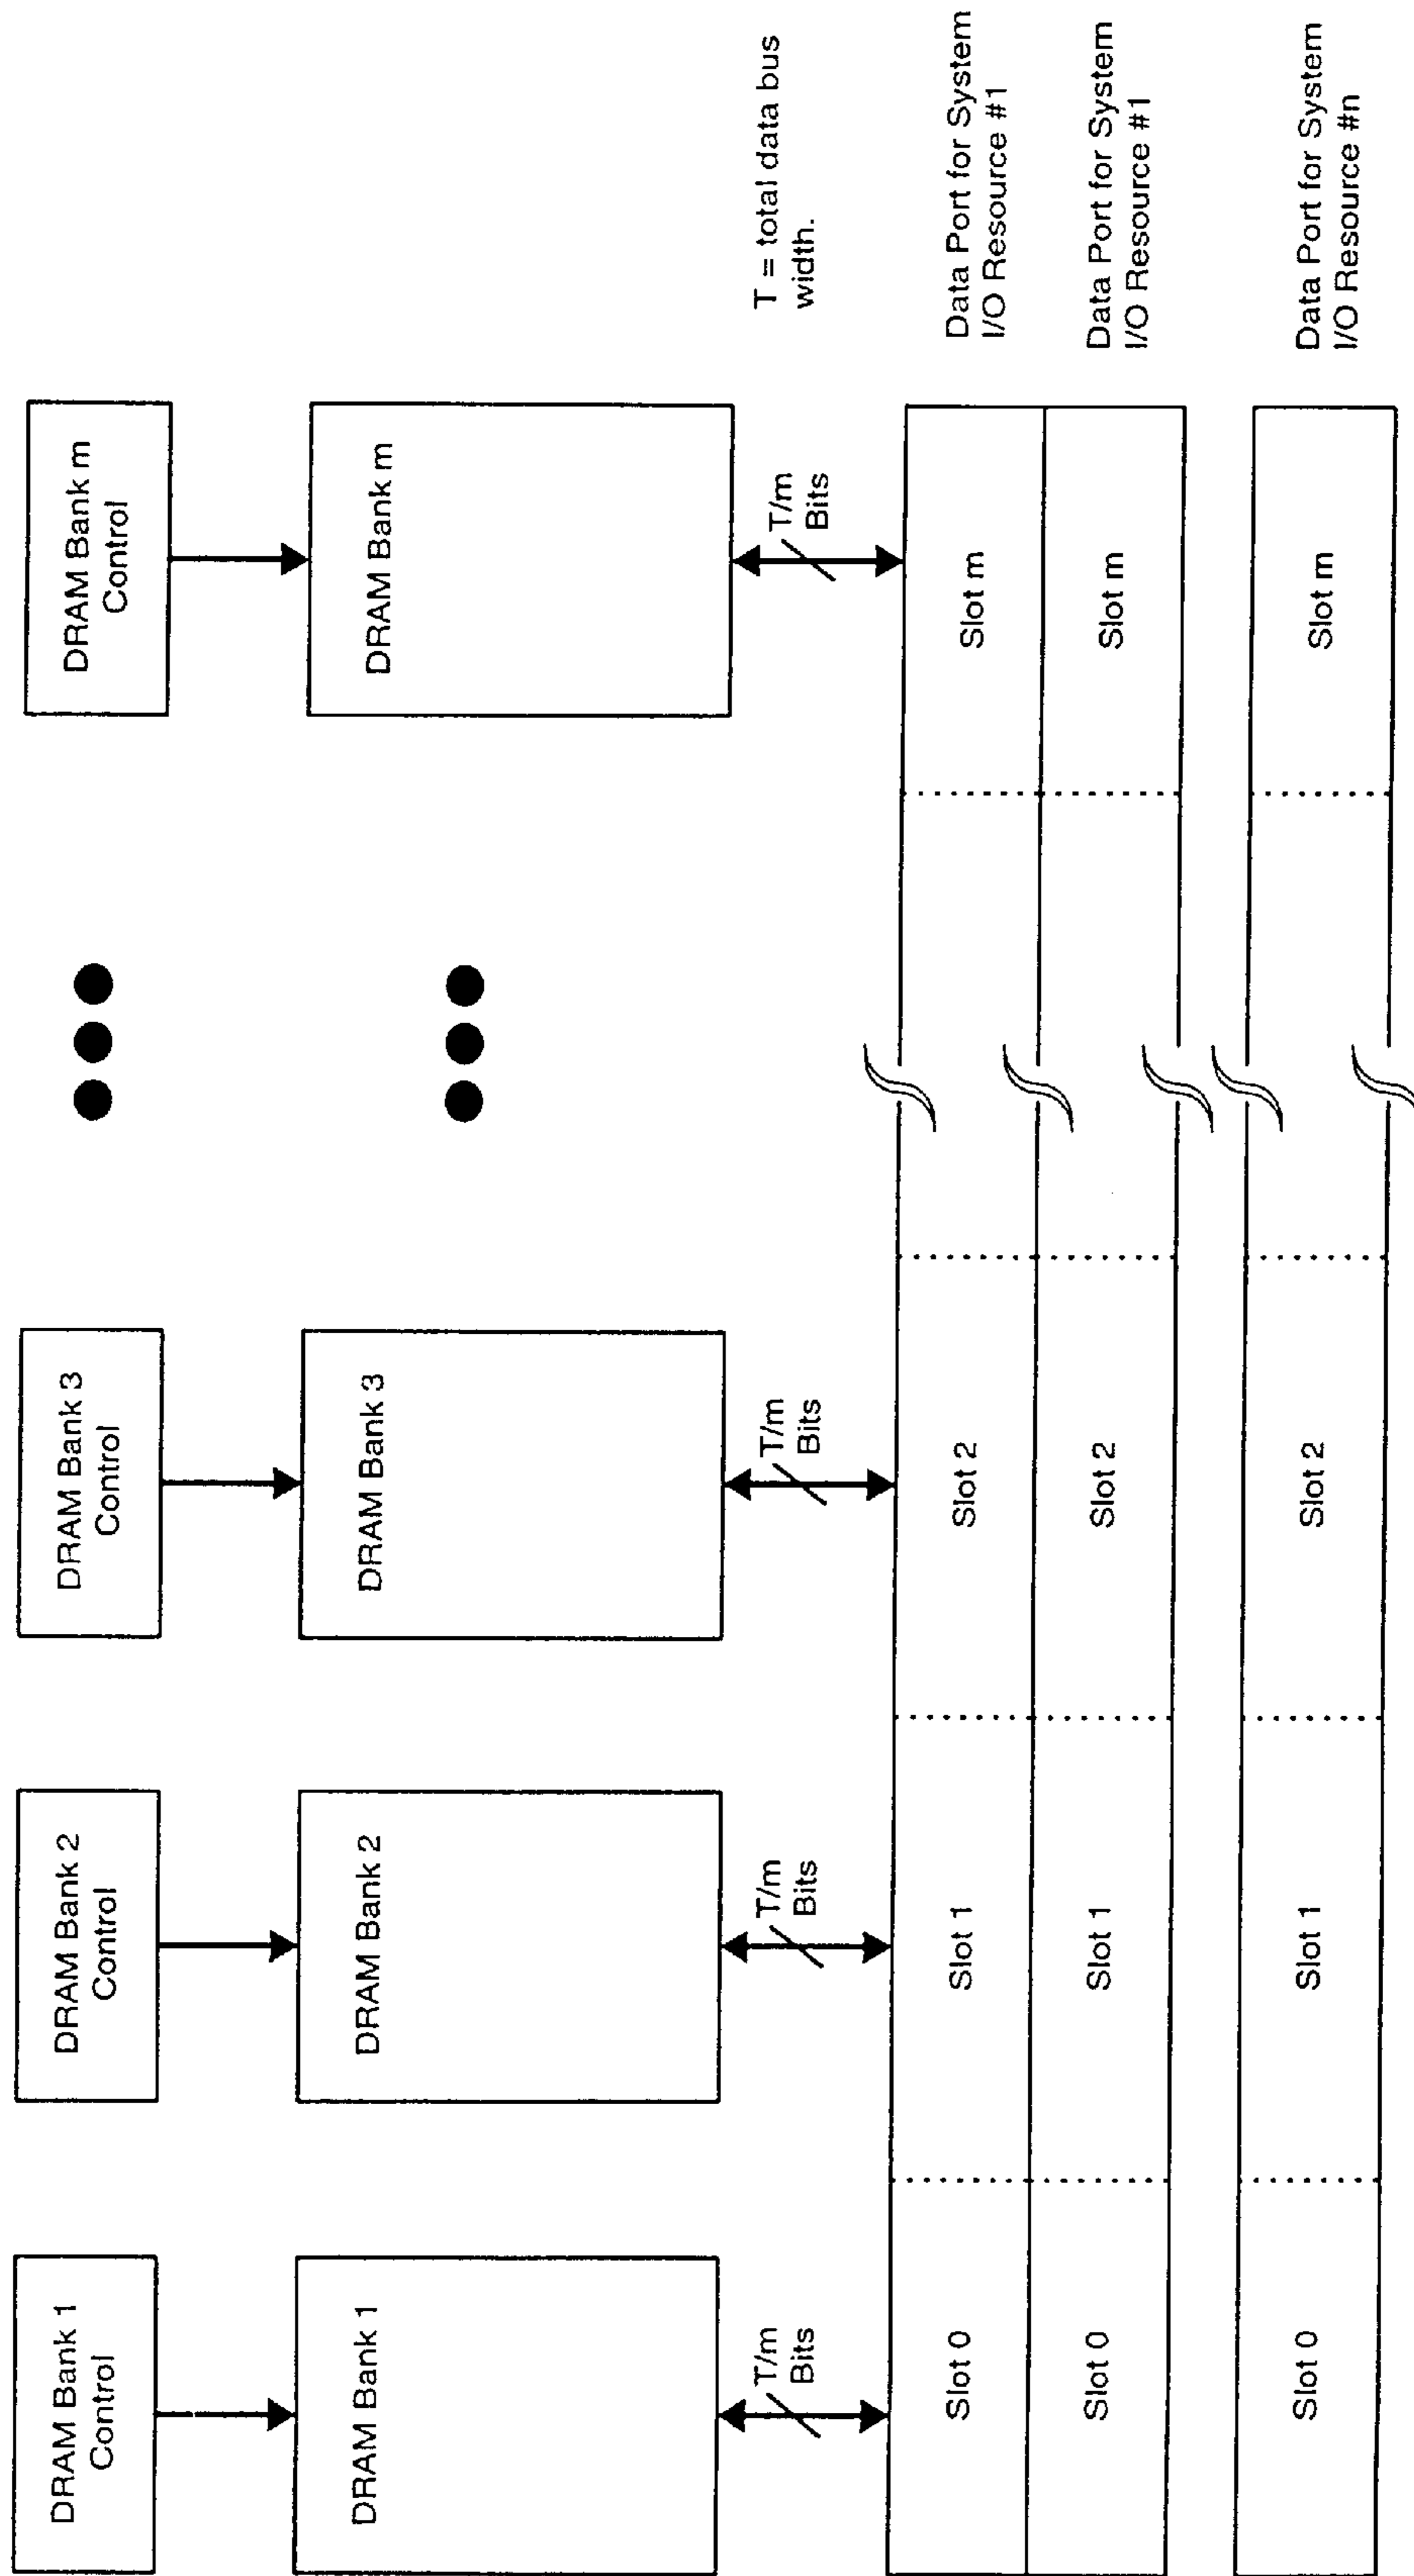 DRAM Bank 1
Control
DRAM Bank 2
Control
DRAM Bank 3
Control
DRAM Bank m
Control
DRAM Bank 1
DRAM Bank 2
DRAM Bank 3
DRAM Bank m
T/m
Bits
T/m
Bits
T/m
Bits
T/m
Bits
T = total data bus
width.
Slot 0
Slot 1
Slot 2
Slot m
Data Port for System
I/O Resource #1
Slot 0
Slot 1
Slot 2
Slot m
Data Port for System
I/O Resource #1
Slot 0
Slot 1
Slot 2
Slot m
Data Port for System
I/O Resource #n